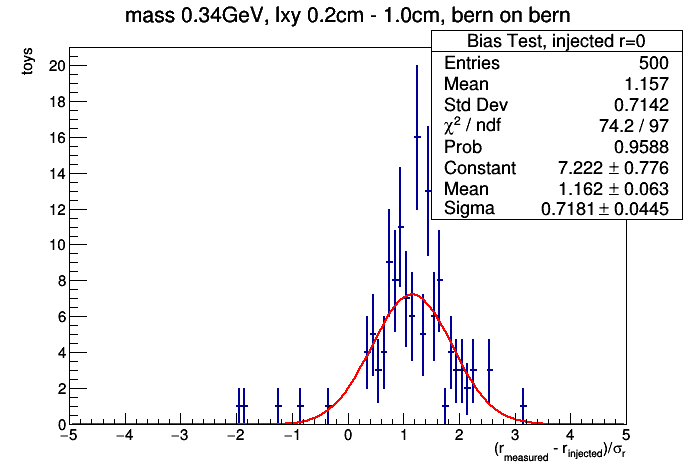 mass 0.34GeV, lxy 0.2cm - 1.0cm, bern on bern
Bias Test, injected r=0
Entries 500
Mean 1.157
Std Dev 0.7142
χ² / ndf 74.2 / 97
Prob 0.9588
Constant 7.222 ± 0.776
Mean 1.162 ± 0.063
Sigma 0.7181 ± 0.0445
toys
20
18
16
14
12
10
8
6
4
2
0
−5 −4 −3 −2 −1 0 1 2 3 4 5
(r_measured - r_injected)/σ_r